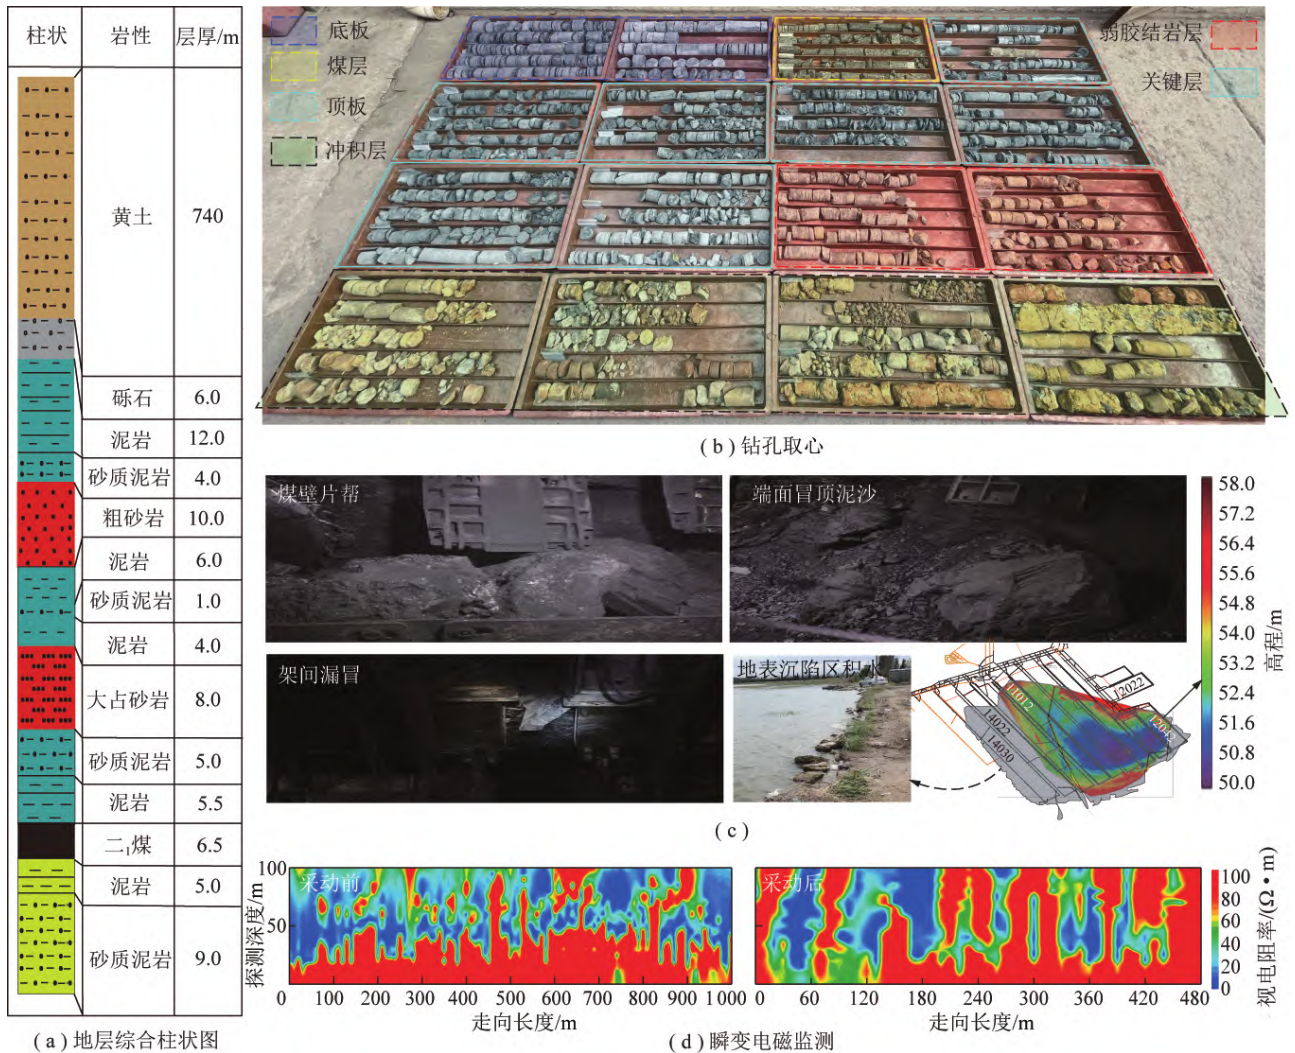 柱状 岩性 层厚/m
黄土 740
砾石 6.0
泥岩 12.0
砂质泥岩 4.0
粗砂岩 10.0
泥岩 6.0
砂质泥岩 1.0
泥岩 4.0
大占砂岩 8.0
砂质泥岩 5.0
泥岩 5.5
二₁煤 6.5
泥岩 5.0
砂质泥岩 9.0
(a)地层综合柱状图
底板
煤层
顶板
冲积层
弱胶结岩层
关键层
(b)钻孔取心
煤壁片帮
端面冒顶泥沙
架间漏冒
地表沉陷区积水
11012
12022
14022
14030
12042
58.0
57.2
56.4
55.6
54.8
54.0
53.2
52.4
51.6
50.8
50.0
高程/m
(c)
采动前
100
50
探测深度/m
0 100 200 300 400 500 600 700 800 900 1 000
走向长度/m
采动后
0 60 120 180 240 300 360 420 480
走向长度/m
100
80
60
40
20
0
视电阻率/(Ω·m)
(d)瞬变电磁监测